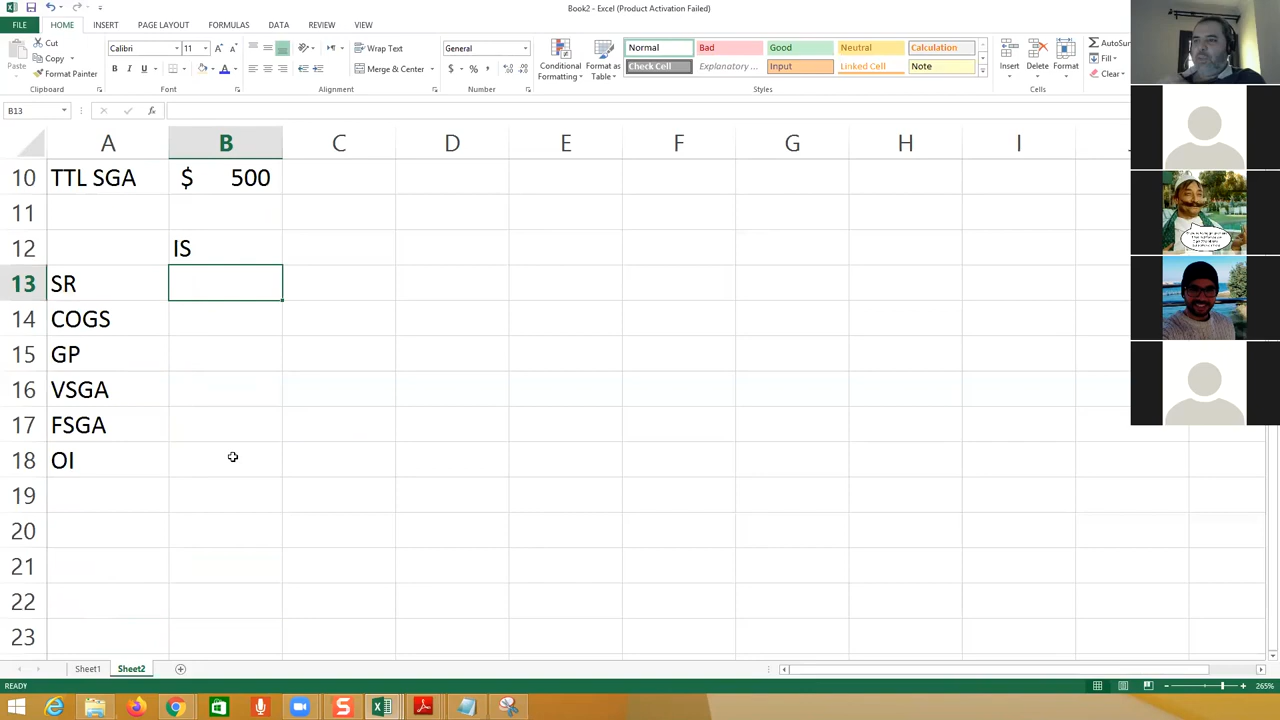 Book2 - Excel (Product Activation Failed)
FILE HOME INSERT PAGE LAYOUT FORMULAS DATA REVIEW VIEW
Cut
Copy
Format Painter
Paste
Clipboard
Calibri 11
B I U
Font
Wrap Text
Merge & Center
Alignment
General
$ % ,
Number
Conditional Formatting
Format as Table
Normal Bad Good Neutral Calculation
Check Cell Explanatory ... Input Linked Cell Note
Styles
Insert Delete Format
Cells
AutoSum
Fill
Clear
B13
A B C D E F G H I
10 TTL SGA $ 500
11
12 IS
13 SR
14 COGS
15 GP
16 VSGA
17 FSGA
18 OI
19
20
21
22
23
Sheet1 Sheet2
READY
265%